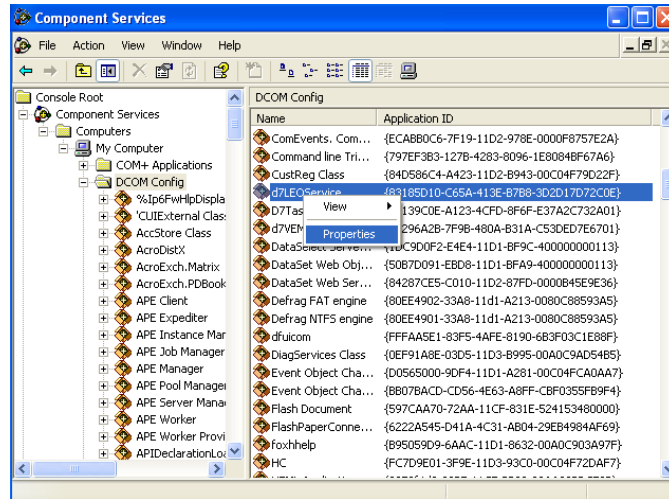 Component Services
File Action View Window Help
Console Root
Component Services
Computers
My Computer
COM+ Applications
DCOM Config
%Ip6FwHlpDispla
'CUIExternal Clas
AccStore Class
AcroDistX
AcroExch.Matrix
AcroExch.PDBook
APE Client
APE Expediter
APE Instance Mar
APE Job Manager
APE Manager
APE Pool Manager
APE Server Mana
APE Worker
APE Worker Provi
APIDeclarationLoa
DCOM Config
Name Application ID
ComEvents. Com... {ECABB0C6-7F19-11D2-978E-0000F8757E2A}
Command line Tri... {797EF3B3-127B-4283-8096-1E8084BF67A6}
CustReg Class {84D586C4-A423-11D2-B943-00C04F79D22F}
d7LEOService {83185D10-C65A-413E-B7B8-3D2D17D72C0E}
D7Tas 139C0E-A123-4CFD-8F6F-E37A2C732A01}
d7VEM 296A2B-7F9B-480A-B31A-C53DED7E6701}
View
Properties
DataSelect Serve... {1DC9D0F2-E4E4-11D1-BF9C-400000000113}
DataSet Web Obj... {50B7D091-EBD8-11D1-BFA9-400000000113}
DataSet Web Ser... {84287CE5-C010-11D2-87FD-0000B45E9E36}
Defrag FAT engine {80EE4902-33A8-11d1-A213-0080C88593A5}
Defrag NTFS engine {80EE4901-33A8-11d1-A213-0080C88593A5}
dfuicom {FFFAA5E1-83F5-4AFE-8190-6B3F03C1E88F}
DiagServices Class {0EF91A8E-03D5-11D3-B995-00A0C9AD54B5}
Event Object Cha... {D0565000-9DF4-11D1-A281-00C04FCA0AA7}
Event Object Cha... {BB07BACD-CD56-4E63-A8FF-CBF0355FB9F4}
Flash Document {597CAA70-72AA-11CF-831E-524153480000}
FlashPaperConne... {6222A545-D41A-4C31-AB04-29EB4984AF69}
foxhhelp {B95059D9-6AAC-11D1-8632-00A0C903A97F}
HC {FC7D9E01-3F9E-11D3-93C0-00C04F72DAF7}